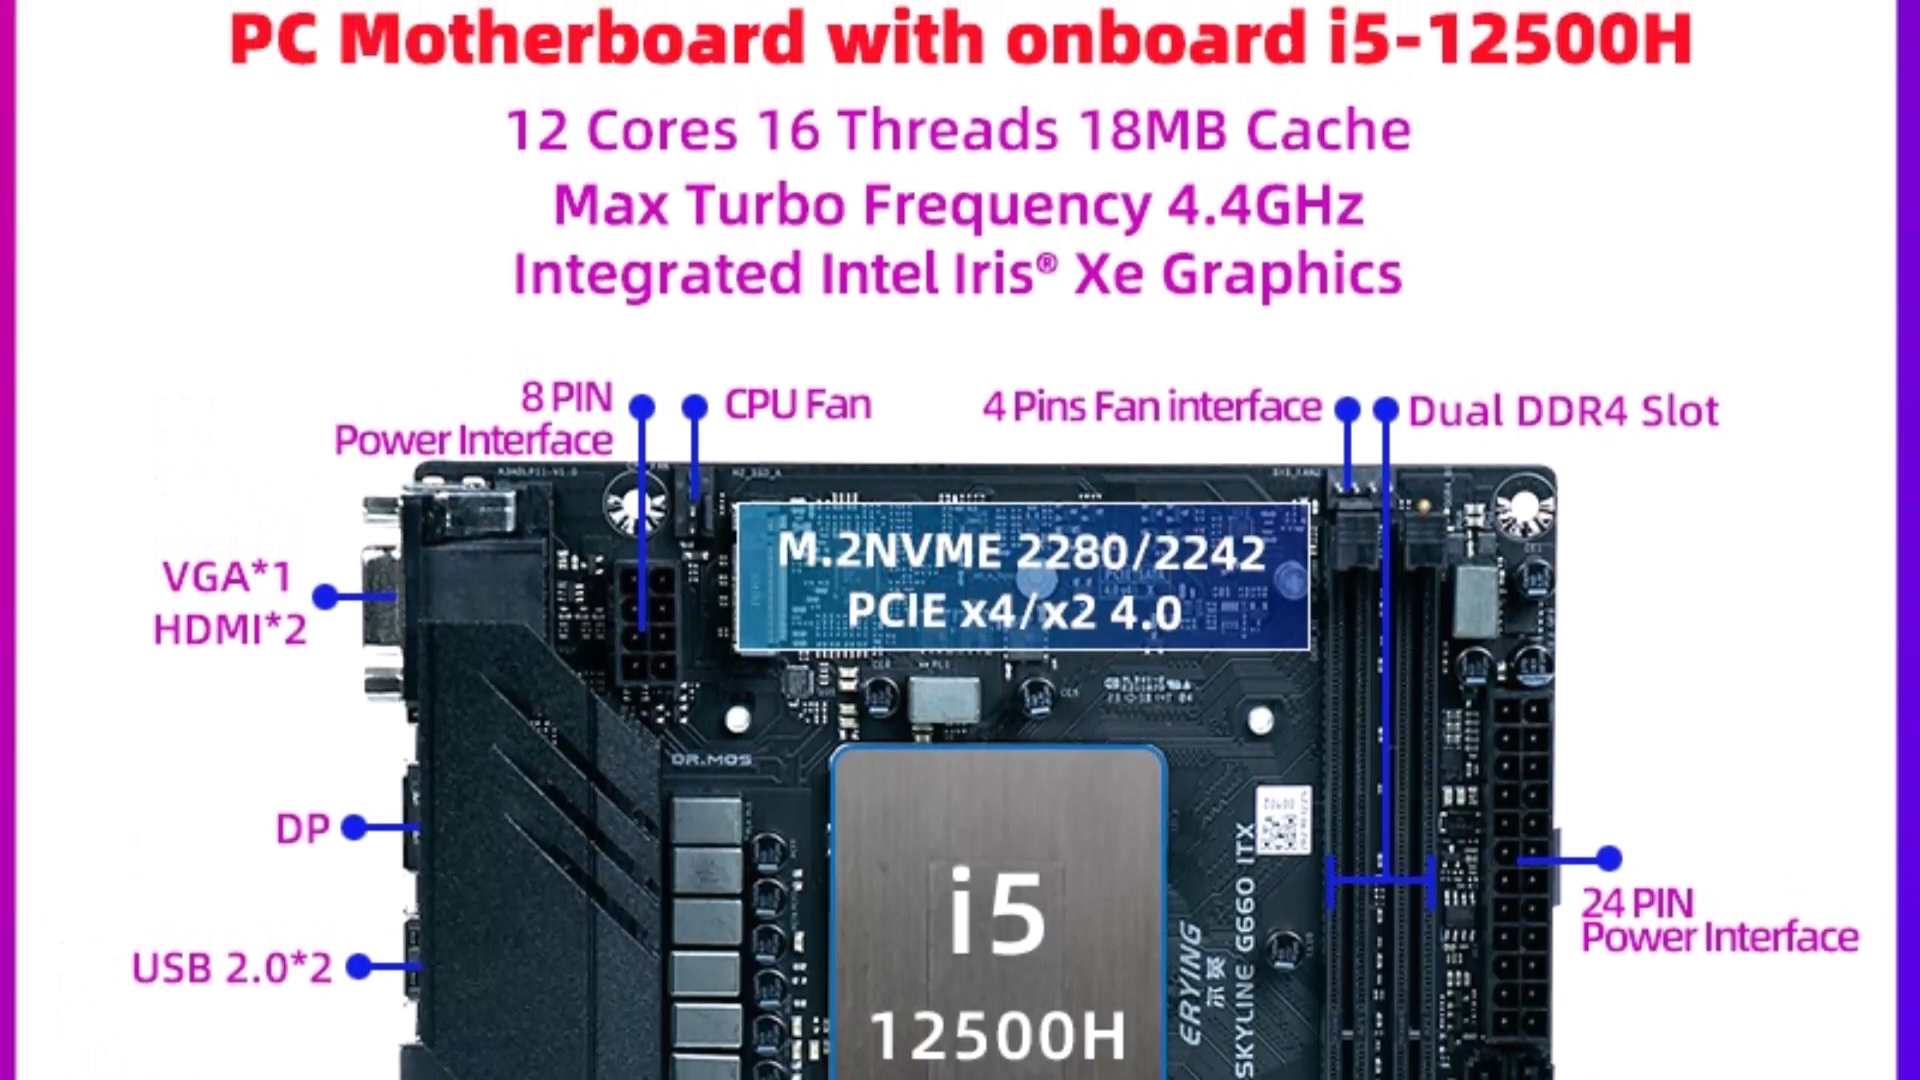 PC Motherboard with onboard i5-12500H
12 Cores 16 Threads 18MB Cache
Max Turbo Frequency 4.4GHz
Integrated Intel Iris® Xe Graphics
8 PIN
Power Interface
CPU Fan
4 Pins Fan interface
Dual DDR4 Slot
M.2NVME 2280/2242
PCIE x4/x2 4.0
VGA*1
HDMI*2
DR.MOS
DP
USB 2.0*2
i5
12500H
ERYING
尔英
SKYLINE G660 ITX
24 PIN
Power Interface